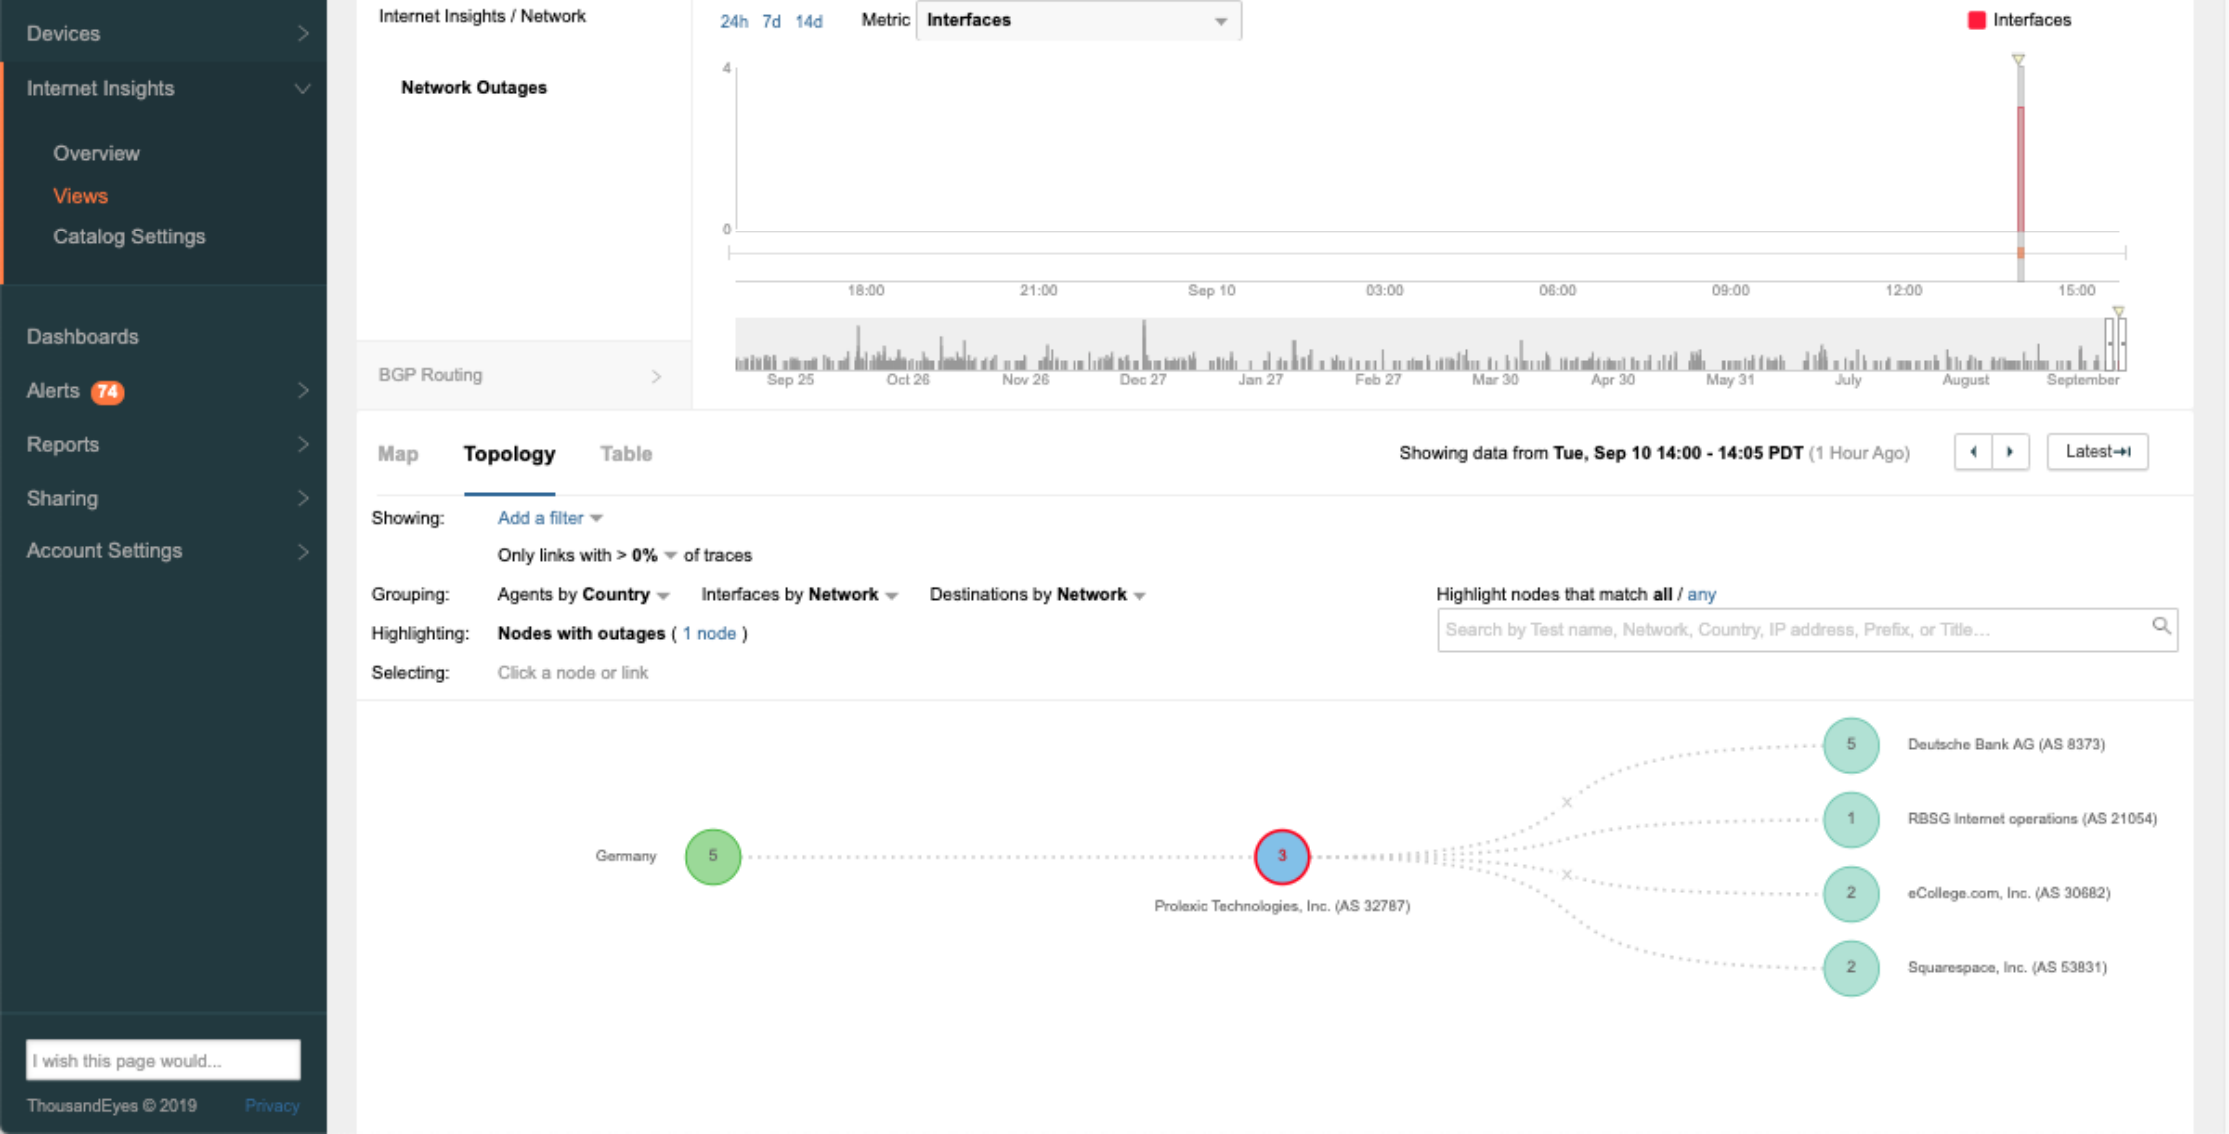 Devices
Internet Insights
Overview
Views
Catalog Settings
Dashboards
Alerts 74
Reports
Sharing
Account Settings
I wish this page would...
ThousandEyes © 2019 Privacy
Internet Insights / Network
Network Outages
BGP Routing
24h 7d 14d Metric Interfaces
Interfaces
4
0
18:00 21:00 Sep 10 03:00 06:00 09:00 12:00 15:00
Sep 25 Oct 26 Nov 26 Dec 27 Jan 27 Feb 27 Mar 30 Apr 30 May 31 July August September
Map Topology Table
Showing data from Tue, Sep 10 14:00 - 14:05 PDT (1 Hour Ago)
Latest
Showing: Add a filter
Only links with > 0% of traces
Grouping: Agents by Country Interfaces by Network Destinations by Network
Highlighting: Nodes with outages ( 1 node )
Selecting: Click a node or link
Highlight nodes that match all / any
Search by Test name, Network, Country, IP address, Prefix, or Title...
Germany 5
3
Prolexic Technologies, Inc. (AS 32787)
5 Deutsche Bank AG (AS 8373)
1 RBSG Internet operations (AS 21054)
2 eCollege.com, Inc. (AS 30682)
2 Squarespace, Inc. (AS 53831)